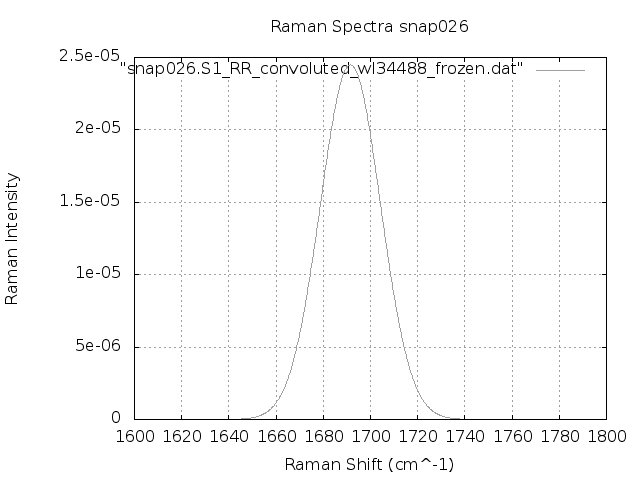 Raman Spectra snap026
2.5e-05
"snap026.S1_RR_convoluted_wl34488_frozen.dat"
2e-05
1.5e-05
Raman Intensity
1e-05
5e-06
0
1600 1620 1640 1660 1680 1700 1720 1740 1760 1780 1800
Raman Shift (cm^-1)